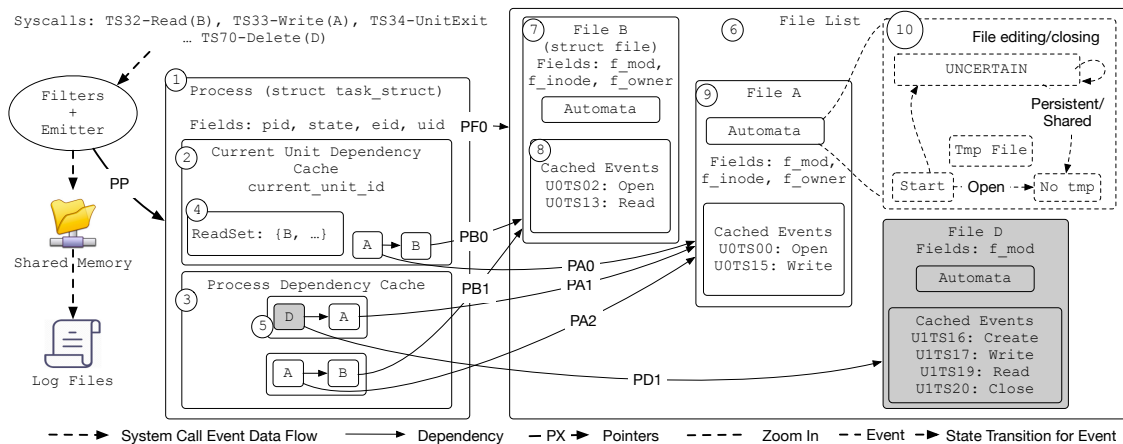 Syscalls: TS32-Read(B), TS33-Write(A), TS34-UnitExit
… TS70-Delete(D)
Filters
+
Emitter
PP
Shared Memory
Log Files
1
Process (struct task_struct)
Fields: pid, state, eid, uid
PF0
2
Current Unit Dependency
Cache
current_unit_id
4
ReadSet: {B, …}
A
B
PB0
PA0
3
Process Dependency Cache
PB1
PA1
5
D
A
PA2
A
B
PD1
6
File List
7
File B
(struct file)
Fields: f_mod,
f_inode, f_owner
Automata
8
Cached Events
U0TS02: Open
U0TS13: Read
9
File A
Automata
Fields: f_mod,
f_inode, f_owner
Cached Events
U0TS00: Open
U0TS15: Write
10
File editing/closing
UNCERTAIN
Persistent/
Shared
Tmp File
Start
Open
No tmp
File D
Fields: f_mod
Automata
Cached Events
U1TS16: Create
U1TS17: Write
U1TS19: Read
U1TS20: Close
System Call Event Data Flow
Dependency
PX
Pointers
Zoom In
Event
State Transition for Event